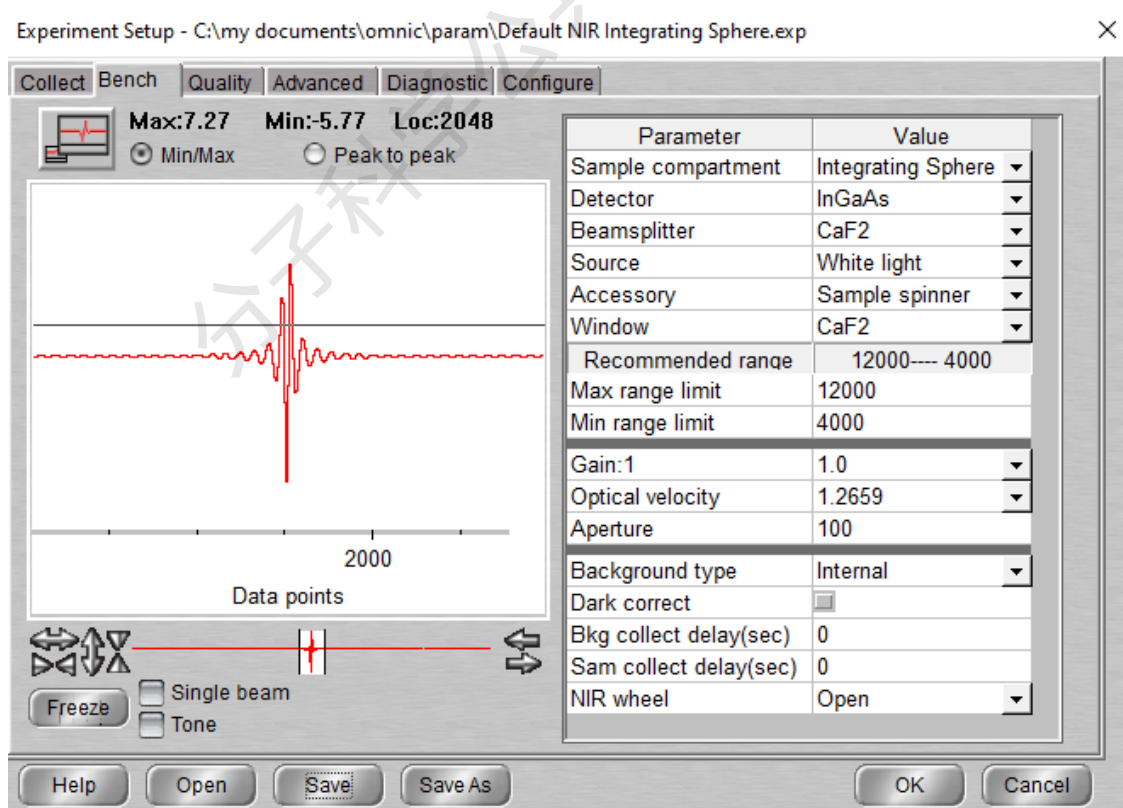 Experiment Setup - C:\my documents\omnic\param\Default NIR Integrating Sphere.exp
Collect Bench Quality Advanced Diagnostic Configure
Max:7.27 Min:-5.77 Loc:2048
Min/Max Peak to peak
2000
Data points
Freeze
Single beam
Tone
Parameter Value
Sample compartment Integrating Sphere
Detector InGaAs
Beamsplitter CaF2
Source White light
Accessory Sample spinner
Window CaF2
Recommended range 12000---- 4000
Max range limit 12000
Min range limit 4000
Gain:1 1.0
Optical velocity 1.2659
Aperture 100
Background type Internal
Dark correct
Bkg collect delay(sec) 0
Sam collect delay(sec) 0
NIR wheel Open
Help Open Save Save As OK Cancel
分子科学公